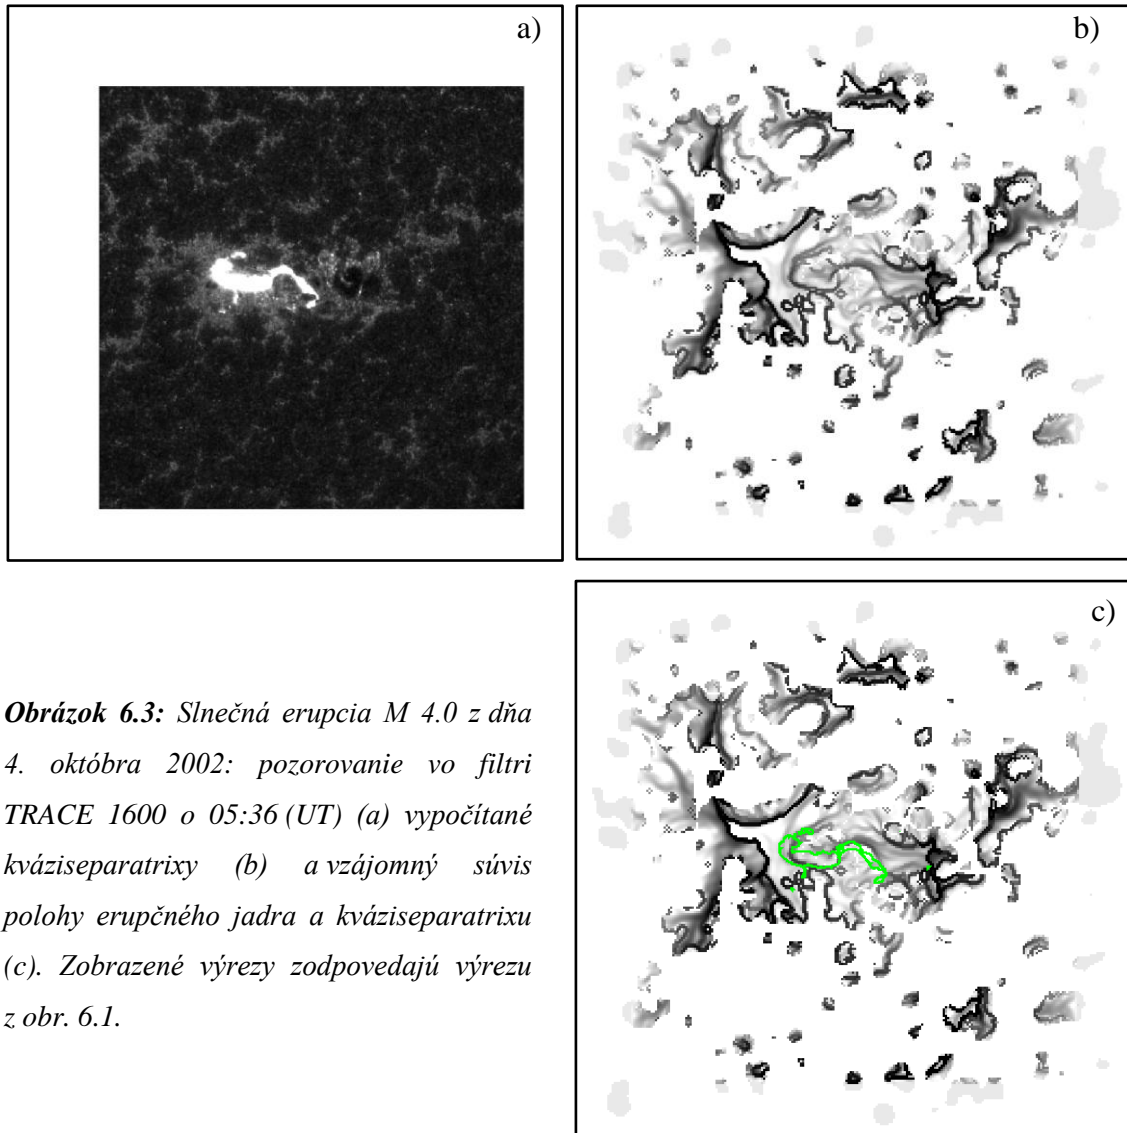 a)
b)
c)
Obrázok 6.3: Slnečná erupcia M 4.0 z dňa
4. októbra 2002: pozorovanie vo filtri
TRACE 1600 o 05:36 (UT) (a) vypočítané
kváziseparatrixy (b) a vzájomný súvis
polohy erupčného jadra a kváziseparatrixu
(c). Zobrazené výrezy zodpovedajú výrezu
z obr. 6.1.